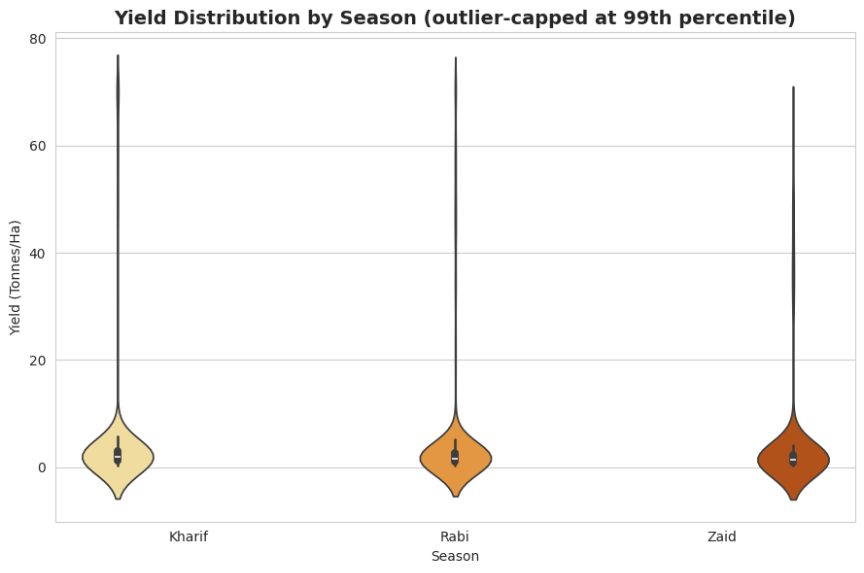 Yield Distribution by Season (outlier-capped at 99th percentile)
80
60
40
20
0
Yield (Tonnes/Ha)
Kharif
Rabi
Zaid
Season